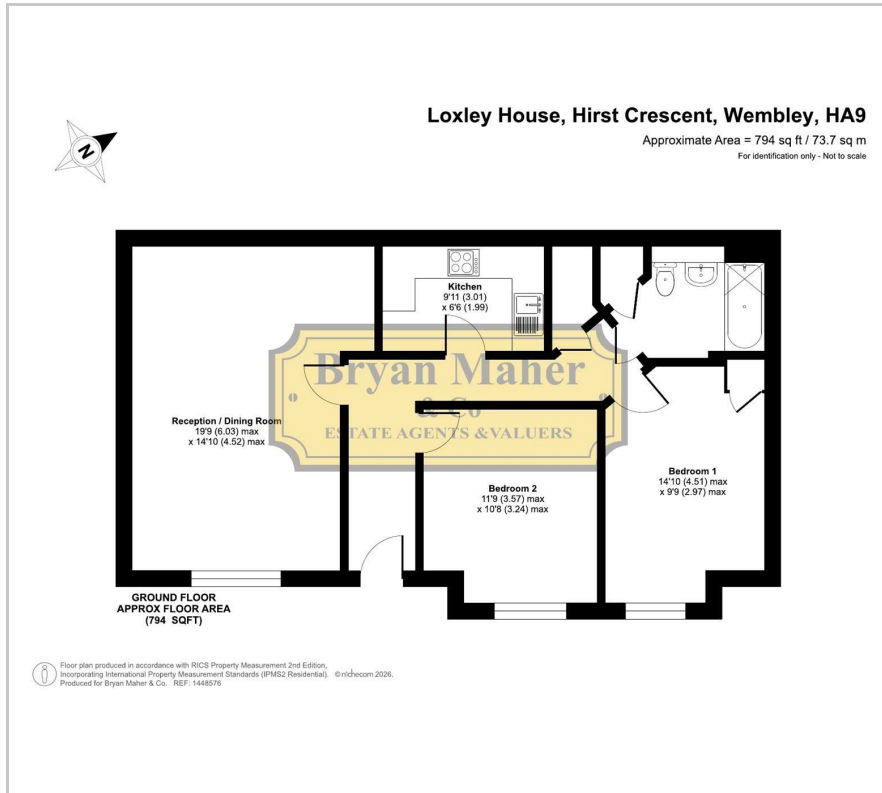 Loxley House, Hirst Crescent, Wembley, HA9
Approximate Area = 794 sq ft / 73.7 sq m
For identification only - Not to scale
N
Kitchen
9'11 (3.01)
x 6'6 (1.99)
Bryan Maher
& Co
ESTATE AGENTS & VALUERS
Reception / Dining Room
19'9 (6.03) max
x 14'10 (4.52) max
Bedroom 1
14'10 (4.51) max
x 9'9 (2.97) max
Bedroom 2
11'9 (3.57) max
x 10'8 (3.24) max
GROUND FLOOR
APPROX FLOOR AREA
(794 SQFT)
Floor plan produced in accordance with RICS Property Measurement 2nd Edition,
Incorporating International Property Measurement Standards (IPMS2 Residential). © nichecom 2026.
Produced for Bryan Maher & Co. REF: 1448576